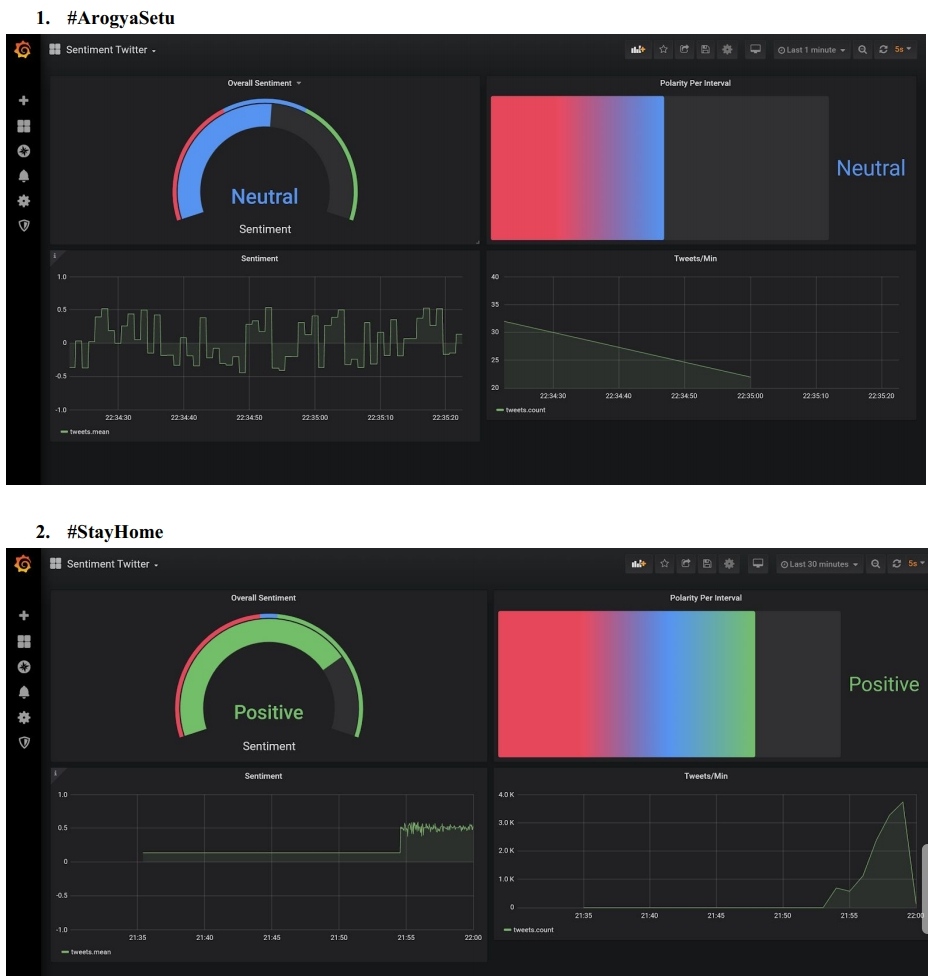 1. #ArogyaSetu
Sentiment Twitter
Last 1 minute
5s
Overall Sentiment
Neutral
Sentiment
Polarity Per Interval
Neutral
Sentiment
1.0
0.5
0
-0.5
-1.0
22:34:30 22:34:40 22:34:50 22:35:00 22:35:10 22:35:20
tweets.mean
Tweets/Min
40
35
30
25
20
22:34:30 22:34:40 22:34:50 22:35:00 22:35:10 22:35:20
tweets.count
2. #StayHome
Sentiment Twitter
Last 30 minutes
5s
Overall Sentiment
Positive
Sentiment
Polarity Per Interval
Positive
Sentiment
1.0
0.5
0
-0.5
-1.0
21:35 21:40 21:45 21:50 21:55 22:00
tweets.mean
Tweets/Min
4.0 K
3.0 K
2.0 K
1.0 K
0
21:35 21:40 21:45 21:50 21:55 22:00
tweets.count